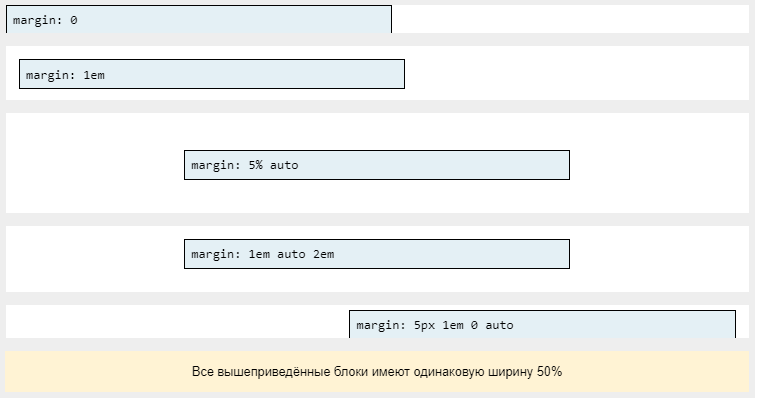 margin: 0
margin: 1em
margin: 5% auto
margin: 1em auto 2em
margin: 5px 1em 0 auto
Все вышеприведённые блоки имеют одинаковую ширину 50%